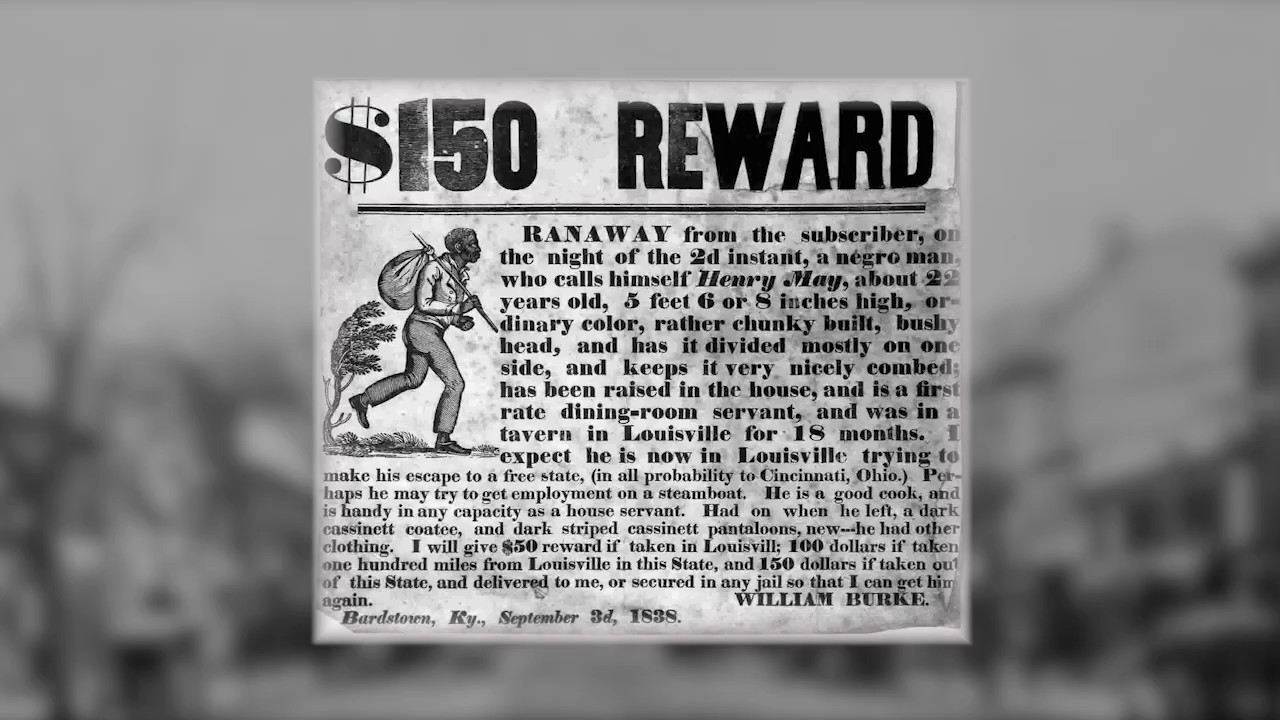 $150 REWARD
RANAWAY from the subscriber, on
the night of the 2d instant, a negro man,
who calls himself Henry May, about 22
years old, 5 feet 6 or 8 inches high, or-
dinary color, rather chunky built, bushy
head, and has it divided mostly on one
side, and keeps it very nicely combed;
has been raised in the house, and is a first
rate dining-room servant, and was in a
tavern in Louisville for 18 months. I
expect he is now in Louisville trying to
make his escape to a free state, (in all probability to Cincinnati, Ohio.) Per-
haps he may try to get employment on a steamboat. He is a good cook, and
is handy in any capacity as a house servant. Had on when he left, a dark
cassinett coatee, and dark striped cassinett pantaloons, new---he had other
clothing. I will give $50 reward if taken in Louisvill; 100 dollars if taken
one hundred miles from Louisville in this State, and 150 dollars if taken out
of this State, and delivered to me, or secured in any jail so that I can get him
again. WILLIAM BURKE.
Bardstown, Ky., September 3d, 1838.